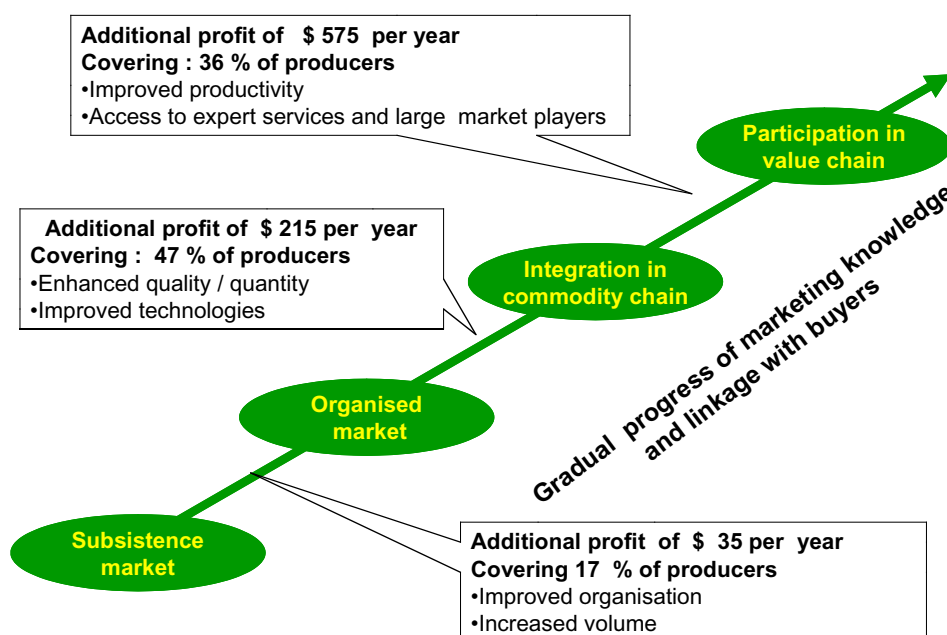 Additional profit of $ 575 per year
Covering : 36 % of producers
•Improved productivity
•Access to expert services and large market players
Participation in
value chain
Additional profit of $ 215 per year
Covering : 47 % of producers
•Enhanced quality / quantity
•Improved technologies
Integration in
commodity chain
Gradual progress of marketing knowledge
and linkage with buyers
Organised
market
Subsistence
market
Additional profit of $ 35 per year
Covering 17 % of producers
•Improved organisation
•Increased volume